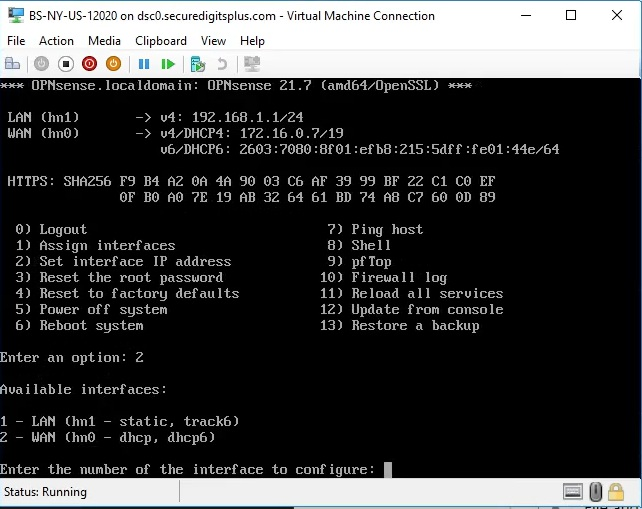 BS-NY-US-12020 on dsc0.securedigitsplus.com - Virtual Machine Connection
File Action Media Clipboard View Help
*** OPNsense.localdomain: OPNsense 21.7 (amd64/OpenSSL) ***
LAN (hn1) -> v4: 192.168.1.1/24
WAN (hn0) -> v4/DHCP4: 172.16.0.7/19
v6/DHCP6: 2603:7080:8f01:efb8:215:5dff:fe01:44e/64
HTTPS: SHA256 F9 B4 A2 0A 4A 90 03 C6 AF 39 99 BF 22 C1 C0 EF
0F B0 A0 7E 19 AB 32 64 61 BD 74 A8 C7 60 0D 89
0) Logout 7) Ping host
1) Assign interfaces 8) Shell
2) Set interface IP address 9) pfTop
3) Reset the root password 10) Firewall log
4) Reset to factory defaults 11) Reload all services
5) Power off system 12) Update from console
6) Reboot system 13) Restore a backup
Enter an option: 2
Available interfaces:
1 - LAN (hn1 - static, track6)
2 - WAN (hn0 - dhcp, dhcp6)
Enter the number of the interface to configure:
Status: Running